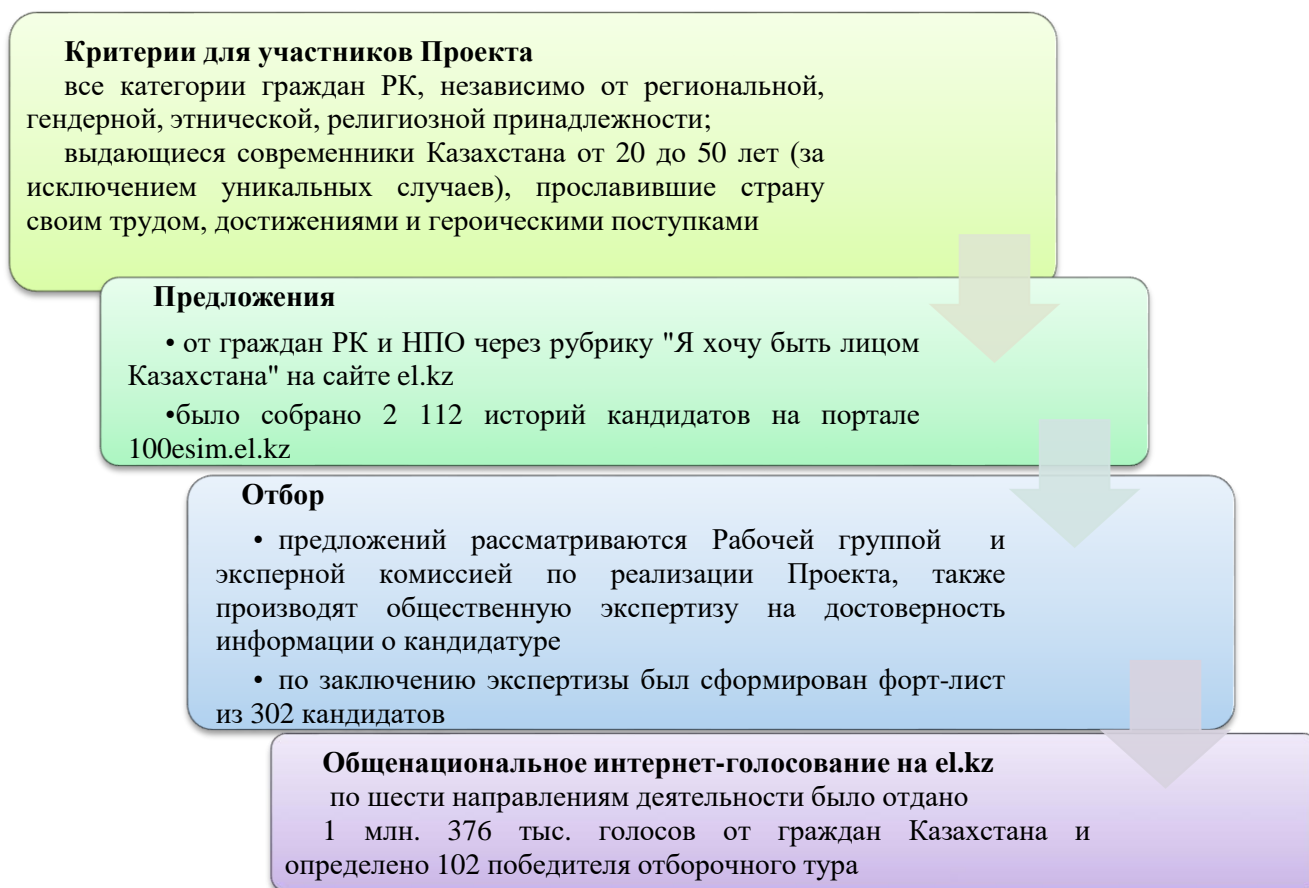 Критерии для участников Проекта
все категории граждан РК, независимо от региональной,
гендерной, этнической, религиозной принадлежности;
выдающиеся современники Казахстана от 20 до 50 лет (за
исключением уникальных случаев), прославившие страну
своим трудом, достижениями и героическими поступками
Предложения
• от граждан РК и НПО через рубрику "Я хочу быть лицом
Казахстана" на сайте el.kz
•было собрано 2 112 историй кандидатов на портале
100esim.el.kz
Отбор
• предложений рассматриваются Рабочей группой и
эксперной комиссией по реализации Проекта, также
производят общественную экспертизу на достоверность
информации о кандидатуре
• по заключению экспертизы был сформирован форт-лист
из 302 кандидатов
Общенациональное интернет-голосование на el.kz
по шести направлениям деятельности было отдано
1 млн. 376 тыс. голосов от граждан Казахстана и
определено 102 победителя отборочного тура